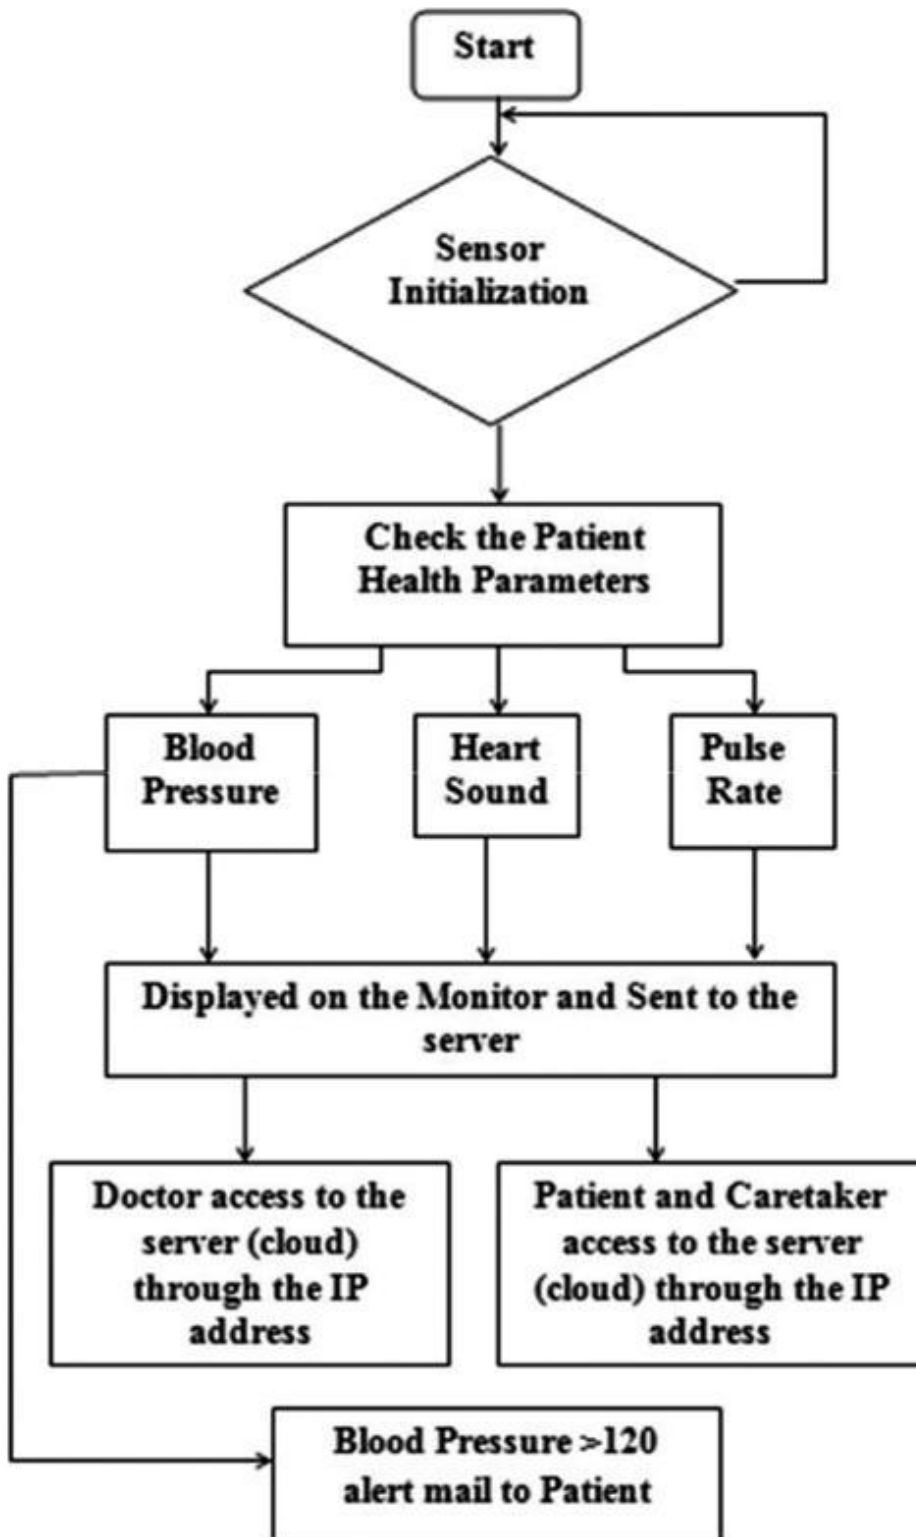 Start
Sensor
Initialization
Check the Patient
Health Parameters
Blood
Pressure
Heart
Sound
Pulse
Rate
Displayed on the Monitor and Sent to the
server
Doctor access to the
server (cloud)
through the IP
address
Patient and Caretaker
access to the server
(cloud) through the IP
address
Blood Pressure >120
alert mail to Patient